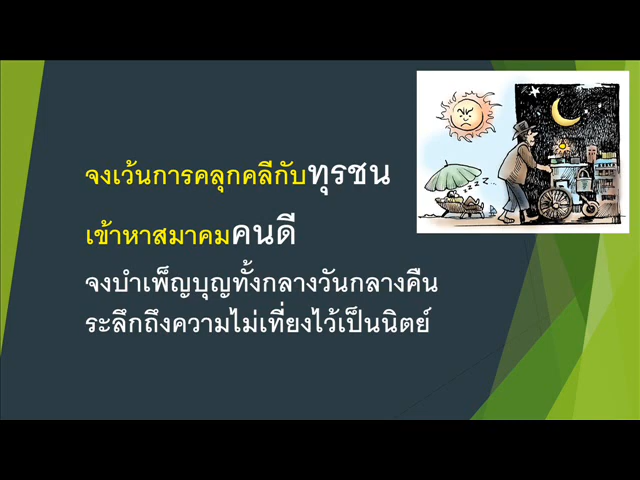 จงเว้นการคลุกคลีกับทุรชน
เข้าหาสมาคมคนดี
จงบำเพ็ญบุญทั้งกลางวันกลางคืน
ระลึกถึงความไม่เที่ยงไว้เป็นนิตย์